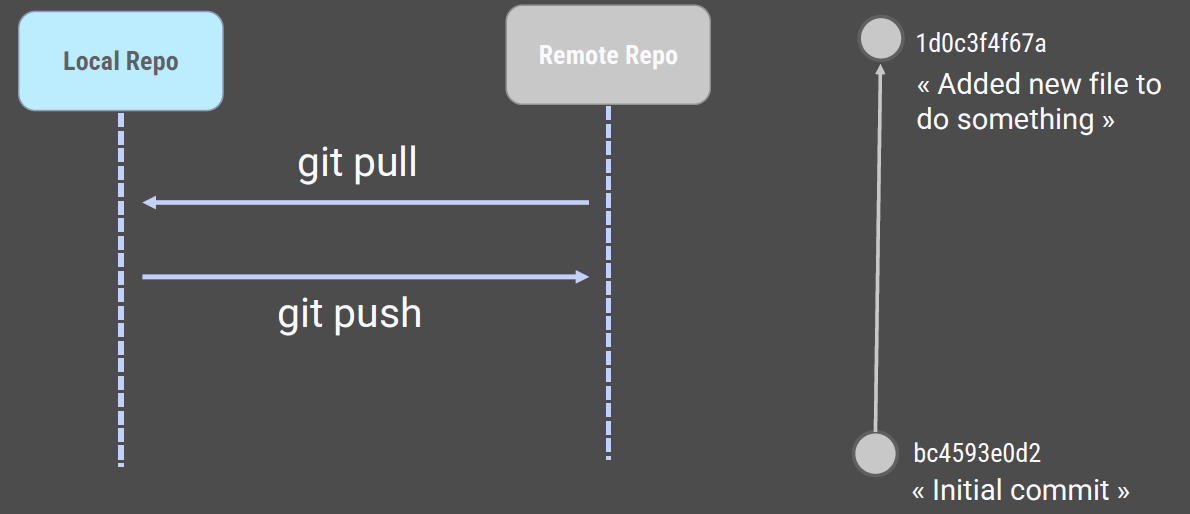 Local Repo
Remote Repo
git pull
git push
1d0c3f4f67a
« Added new file to
do something »
bc4593e0d2
« Initial commit »